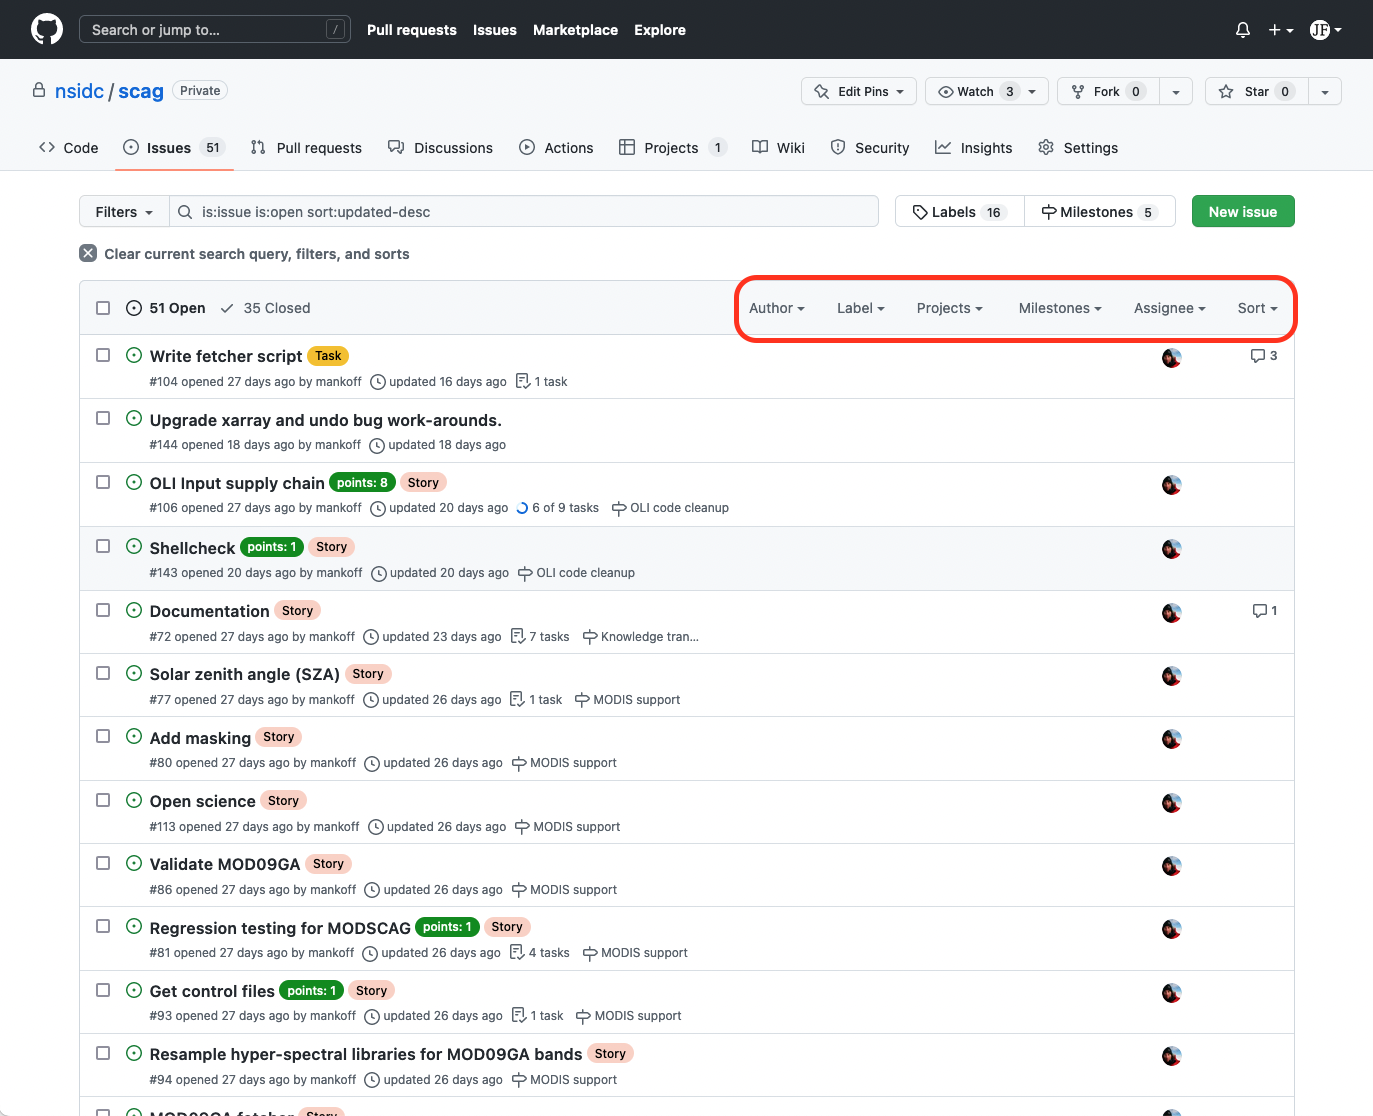 Search or jump to... /
Pull requests Issues Marketplace Explore
JF
nsidc / scag Private
Edit Pins Watch 3 Fork 0 Star 0
Code Issues 51 Pull requests Discussions Actions Projects 1 Wiki Security Insights Settings
Filters is:issue is:open sort:updated-desc Labels 16 Milestones 5 New issue
Clear current search query, filters, and sorts
51 Open 35 Closed Author Label Projects Milestones Assignee Sort
Write fetcher script Task 3
#104 opened 27 days ago by mankoff updated 16 days ago 1 task
Upgrade xarray and undo bug work-arounds.
#144 opened 18 days ago by mankoff updated 18 days ago
OLI Input supply chain points: 8 Story
#106 opened 27 days ago by mankoff updated 20 days ago 6 of 9 tasks OLI code cleanup
Shellcheck points: 1 Story
#143 opened 20 days ago by mankoff updated 20 days ago OLI code cleanup
Documentation Story 1
#72 opened 27 days ago by mankoff updated 23 days ago 7 tasks Knowledge tran...
Solar zenith angle (SZA) Story
#77 opened 27 days ago by mankoff updated 26 days ago 1 task MODIS support
Add masking Story
#80 opened 27 days ago by mankoff updated 26 days ago MODIS support
Open science Story
#113 opened 27 days ago by mankoff updated 26 days ago MODIS support
Validate MOD09GA Story
#86 opened 27 days ago by mankoff updated 26 days ago MODIS support
Regression testing for MODSCAG points: 1 Story
#81 opened 27 days ago by mankoff updated 26 days ago 4 tasks MODIS support
Get control files points: 1 Story
#93 opened 27 days ago by mankoff updated 26 days ago 1 task MODIS support
Resample hyper-spectral libraries for MOD09GA bands Story
#94 opened 27 days ago by mankoff updated 26 days ago MODIS support
MOD09GA fetcher Story